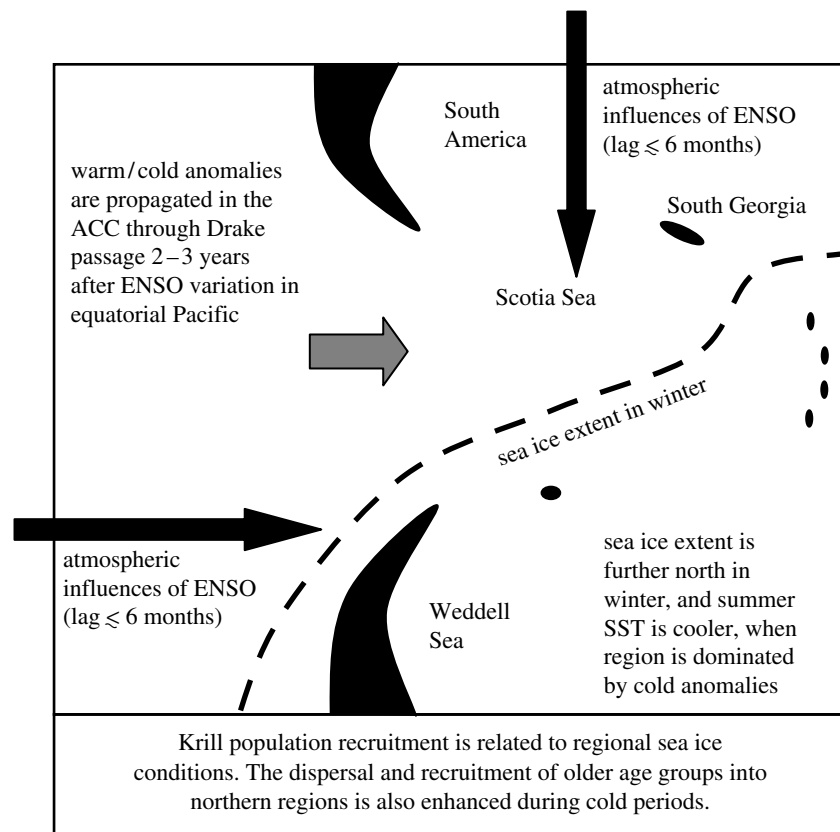 atmospheric
influences of ENSO
(lag ≲ 6 months)
South
America
warm/cold anomalies
are propagated in the
ACC through Drake
passage 2–3 years
after ENSO variation in
equatorial Pacific
South Georgia
Scotia Sea
sea ice extent in winter
atmospheric
influences of ENSO
(lag ≲ 6 months)
Weddell
Sea
sea ice extent is
further north in
winter, and summer
SST is cooler, when
region is dominated
by cold anomalies
Krill population recruitment is related to regional sea ice
conditions. The dispersal and recruitment of older age groups into
northern regions is also enhanced during cold periods.